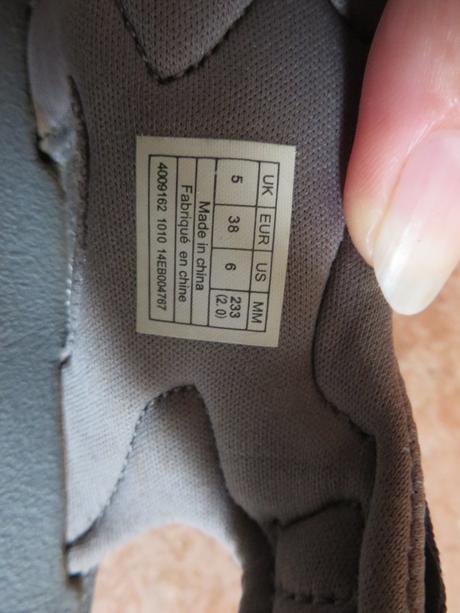 UK EUR US MM
5 38 6 233 (2.0)
Made in china
Fabriqué en chine
4009162 1010 14EB004767